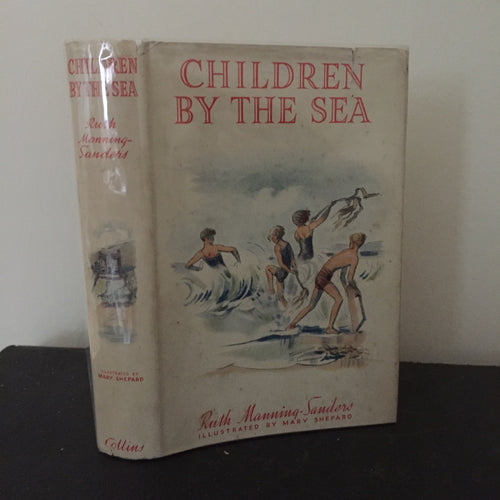 CHILDREN
BY THE SEA
Ruth
Manning-
Sanders
ILLUSTRATED BY
MARY SHEPARD
Collins
CHILDREN
BY THE SEA
Ruth Manning-Sanders
ILLUSTRATED BY MARY SHEPARD